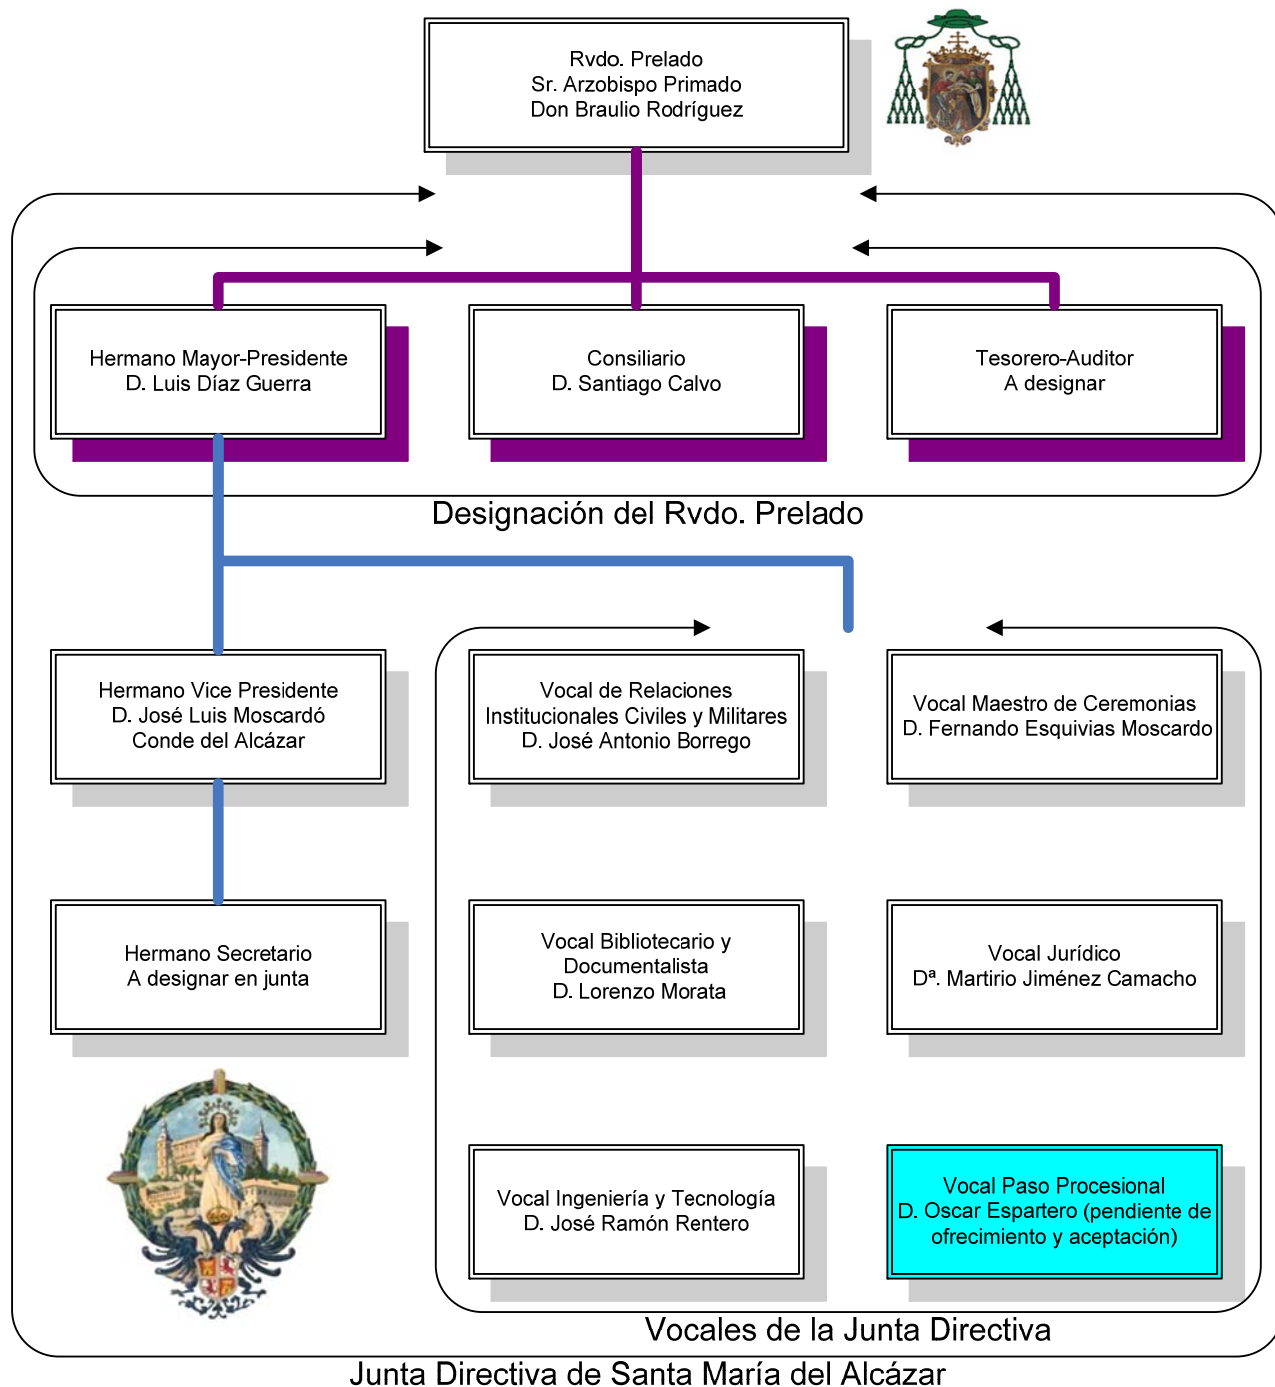 Rvdo. Prelado
Sr. Arzobispo Primado
Don Braulio Rodríguez
Hermano Mayor-Presidente
D. Luis Díaz Guerra
Consiliario
D. Santiago Calvo
Tesorero-Auditor
A designar
Designación del Rvdo. Prelado
Hermano Vice Presidente
D. José Luis Moscardó
Conde del Alcázar
Vocal de Relaciones
Institucionales Civiles y Militares
D. José Antonio Borrego
Vocal Maestro de Ceremonias
D. Fernando Esquivias Moscardo
Hermano Secretario
A designar en junta
Vocal Bibliotecario y
Documentalista
D. Lorenzo Morata
Vocal Jurídico
Dª. Martirio Jiménez Camacho
Vocal Ingeniería y Tecnología
D. José Ramón Rentero
Vocal Paso Procesional
D. Oscar Espartero (pendiente de
ofrecimiento y aceptación)
Vocales de la Junta Directiva
Junta Directiva de Santa María del Alcázar